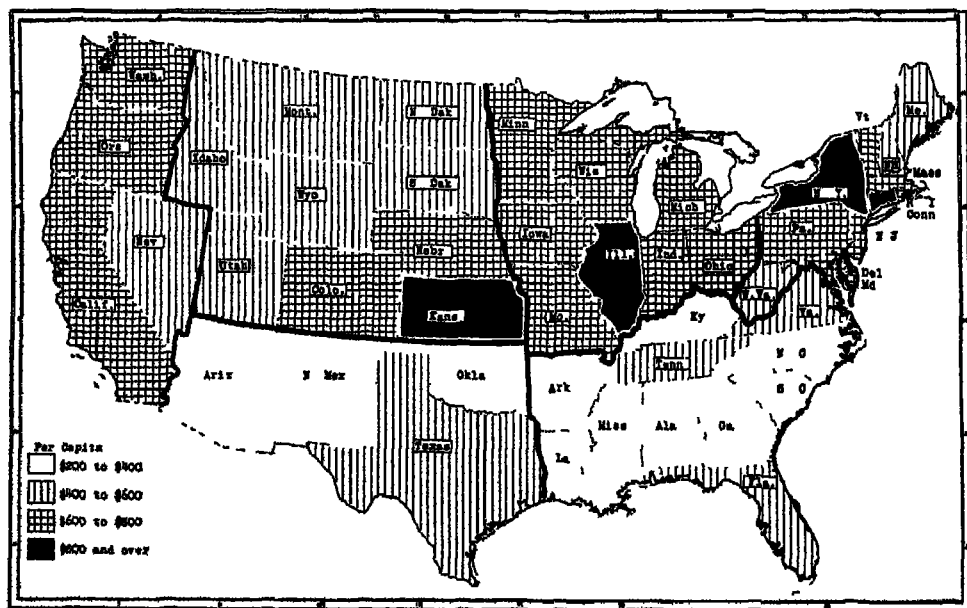 Wash.
Mont.
N Dak
Minn
Me.
Vt
Ore
Idaho
Wis
NH
Mass
S Dak
Wyo
Mich
N Y.
R I
Conn
Iowa
Pa.
N J
Nev
Nebr
Ill.
Ind.
Ohio
Utah
Colo.
Del
Md
W.Va.
Calif.
Kans.
Mo.
Ky
Va.
Tenn
N C
Ariz
N Mex
Okla
Ark
S C
Miss
Ala
Ga.
Texas
La
Fla.
Per Capita
$200 to $400
$400 to $600
$600 to $800
$800 and over